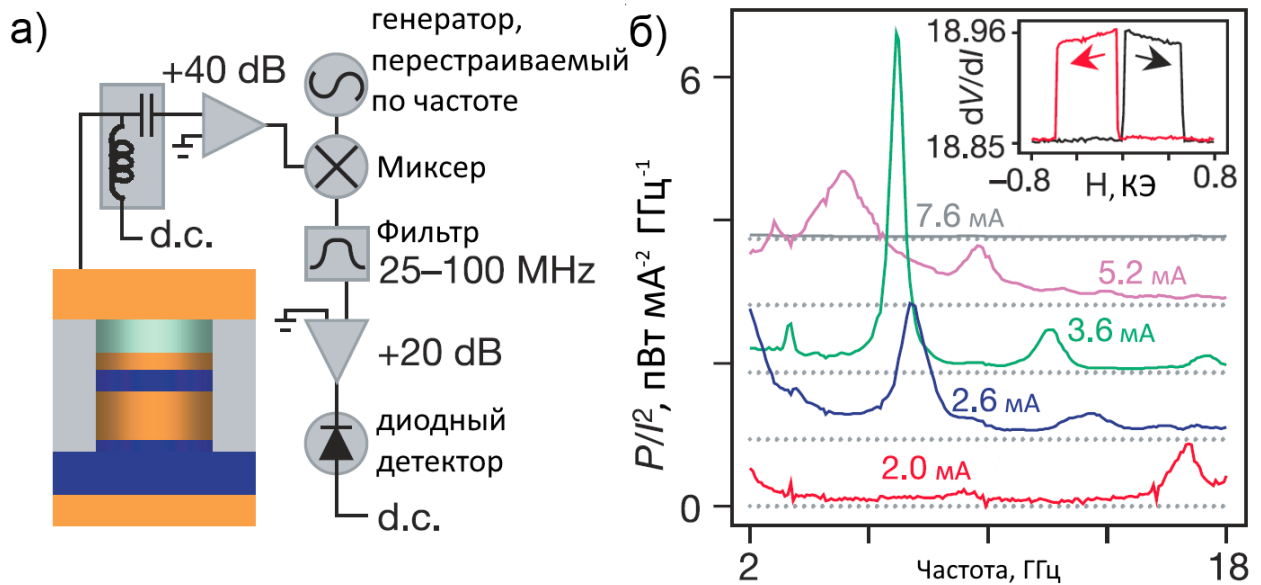 а)
+40 dB
генератор,
перестраиваемый
по частоте
Миксер
d.c.
Фильтр
25–100 MHz
+20 dB
диодный
детектор
d.c.
б)
6
0
P/I², пВт мА⁻² ГГц⁻¹
7.6 мА
5.2 мА
3.6 мА
2.6 мА
2.0 мА
2
18
Частота, ГГц
18.96
18.85
dV/dI
–0.8
0.8
Н, КЭ